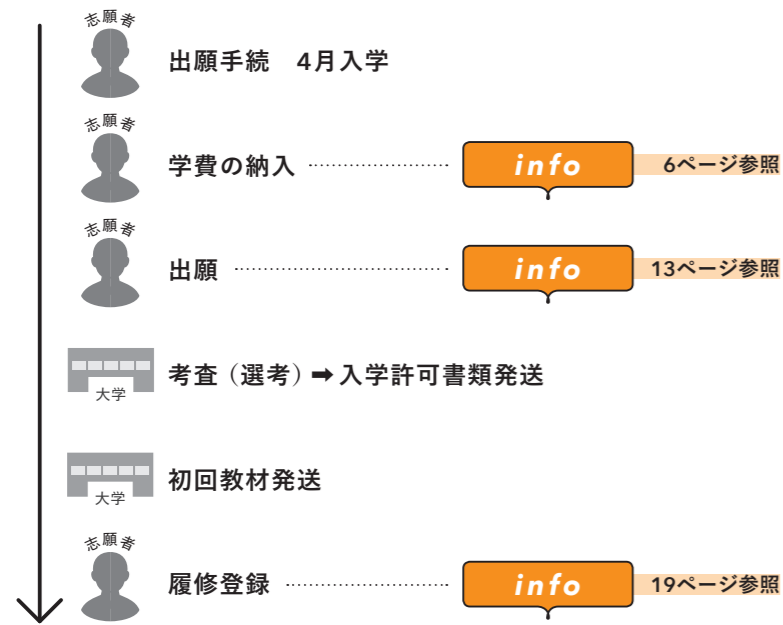 志願者
出願手続　4月入学
志願者
学費の納入 info 6ページ参照
志願者
出願 info 13ページ参照
大学
考査（選考）➡入学許可書類発送
大学
初回教材発送
志願者
履修登録 info 19ページ参照